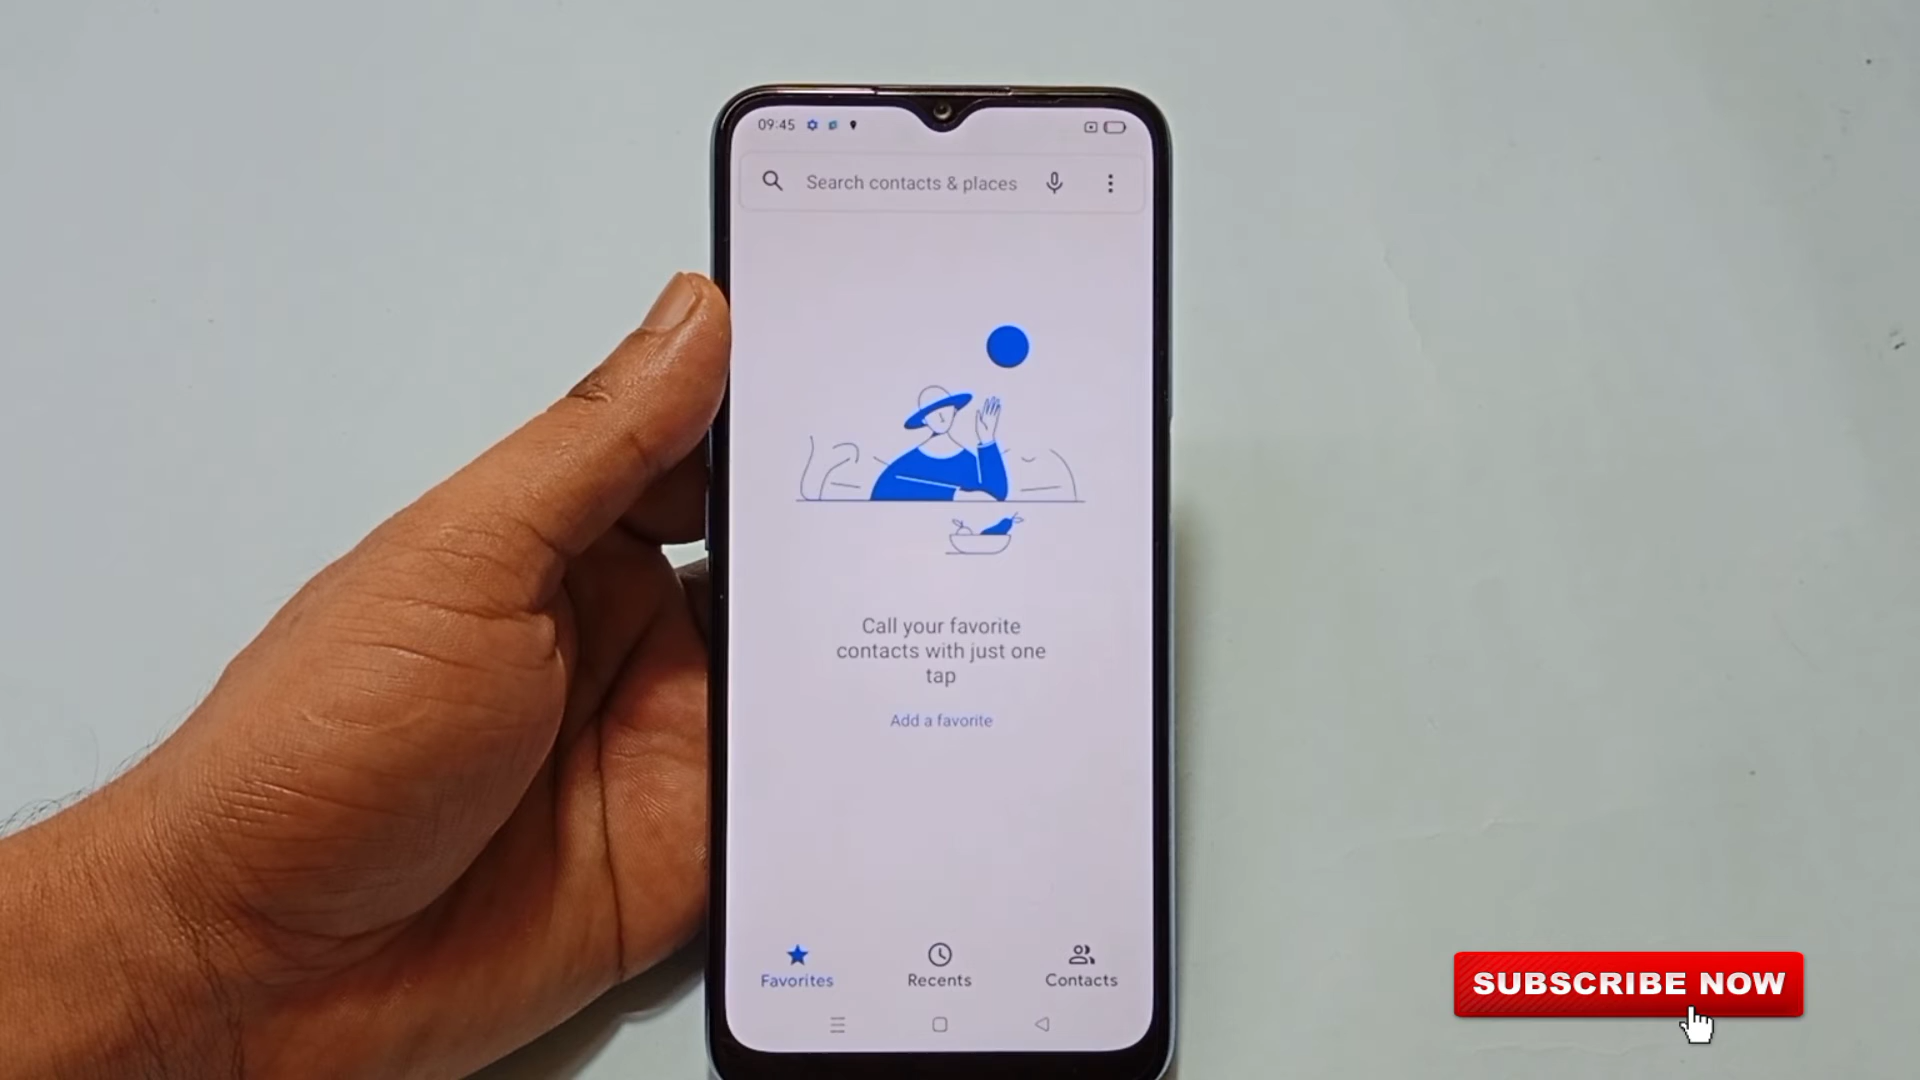 09:45
Search contacts & places
Call your favorite
contacts with just one
tap
Add a favorite
Favorites
Recents
Contacts
SUBSCRIBE NOW